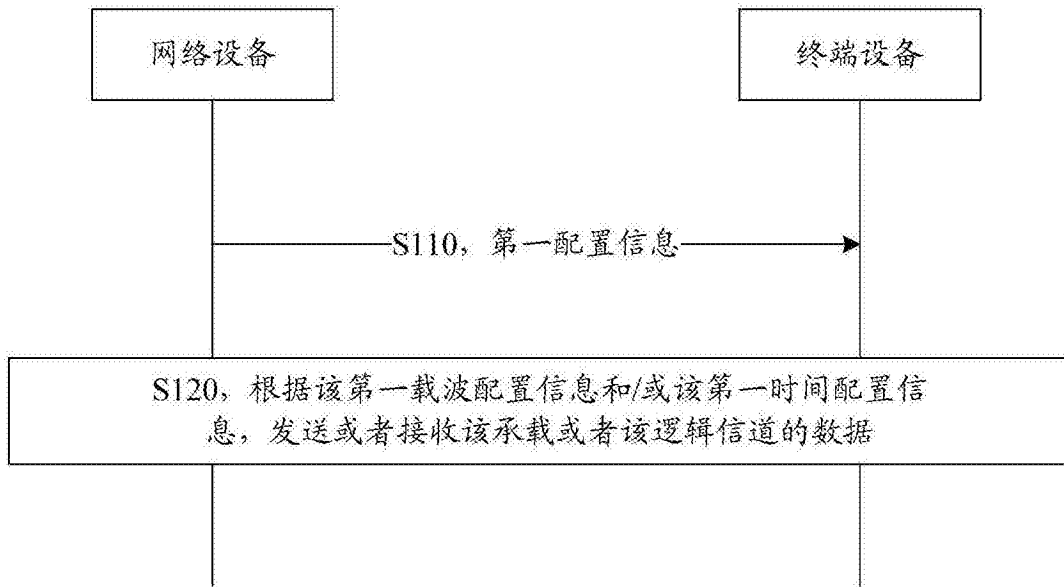 网络设备
终端设备
S110，第一配置信息
S120，根据该第一载波配置信息和/或该第一时间配置信
息，发送或者接收该承载或者该逻辑信道的数据